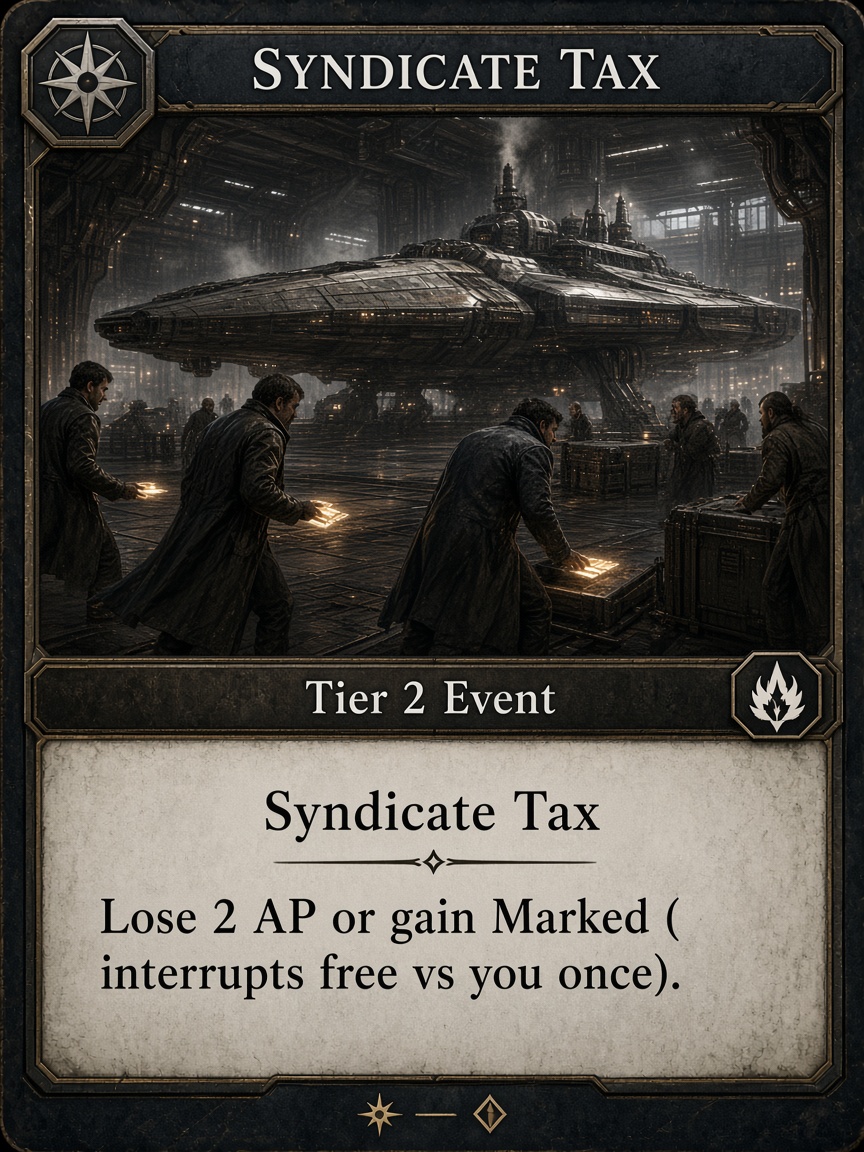 Syndicate Tax
Tier 2 Event
Syndicate Tax
Lose 2 AP or gain Marked (
interrupts free vs you once).